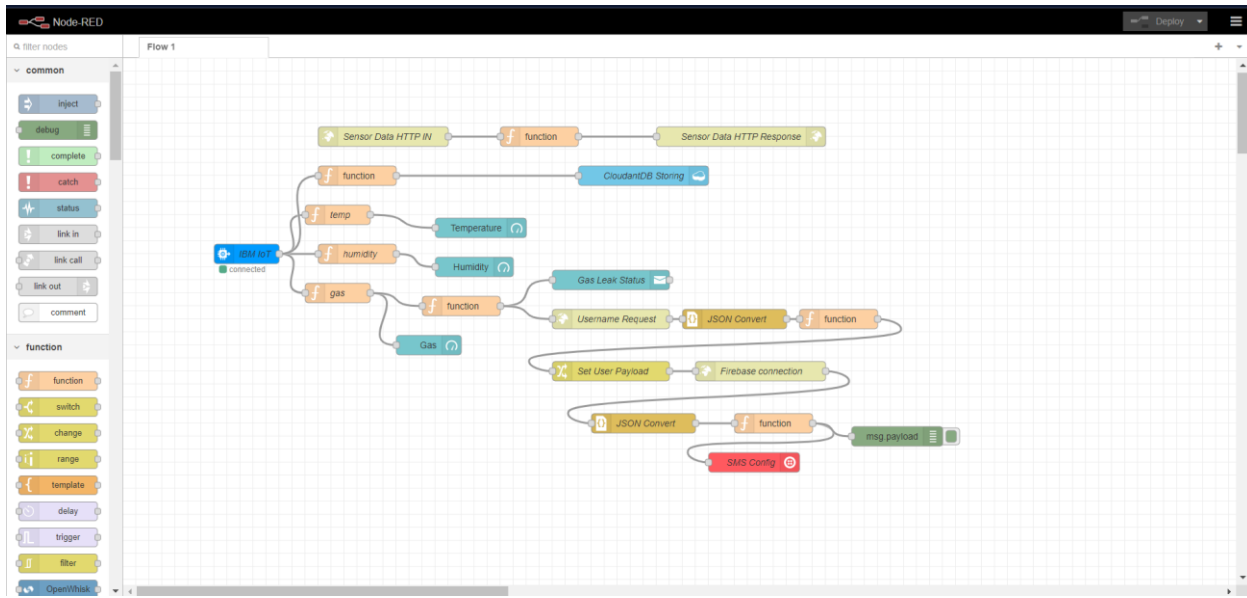 Node-RED
Deploy
filter nodes
Flow 1
common
inject
debug
complete
catch
status
link in
link call
link out
comment
function
function
switch
change
range
template
delay
trigger
filter
OpenWhisk
Sensor Data HTTP IN
function
Sensor Data HTTP Response
function
CloudantDB Storing
temp
Temperature
IBM IoT
connected
humidity
Humidity
gas
function
Gas Leak Status
Username Request
JSON Convert
function
Gas
Set User Payload
Firebase connection
JSON Convert
function
msg.payload
SMS Config